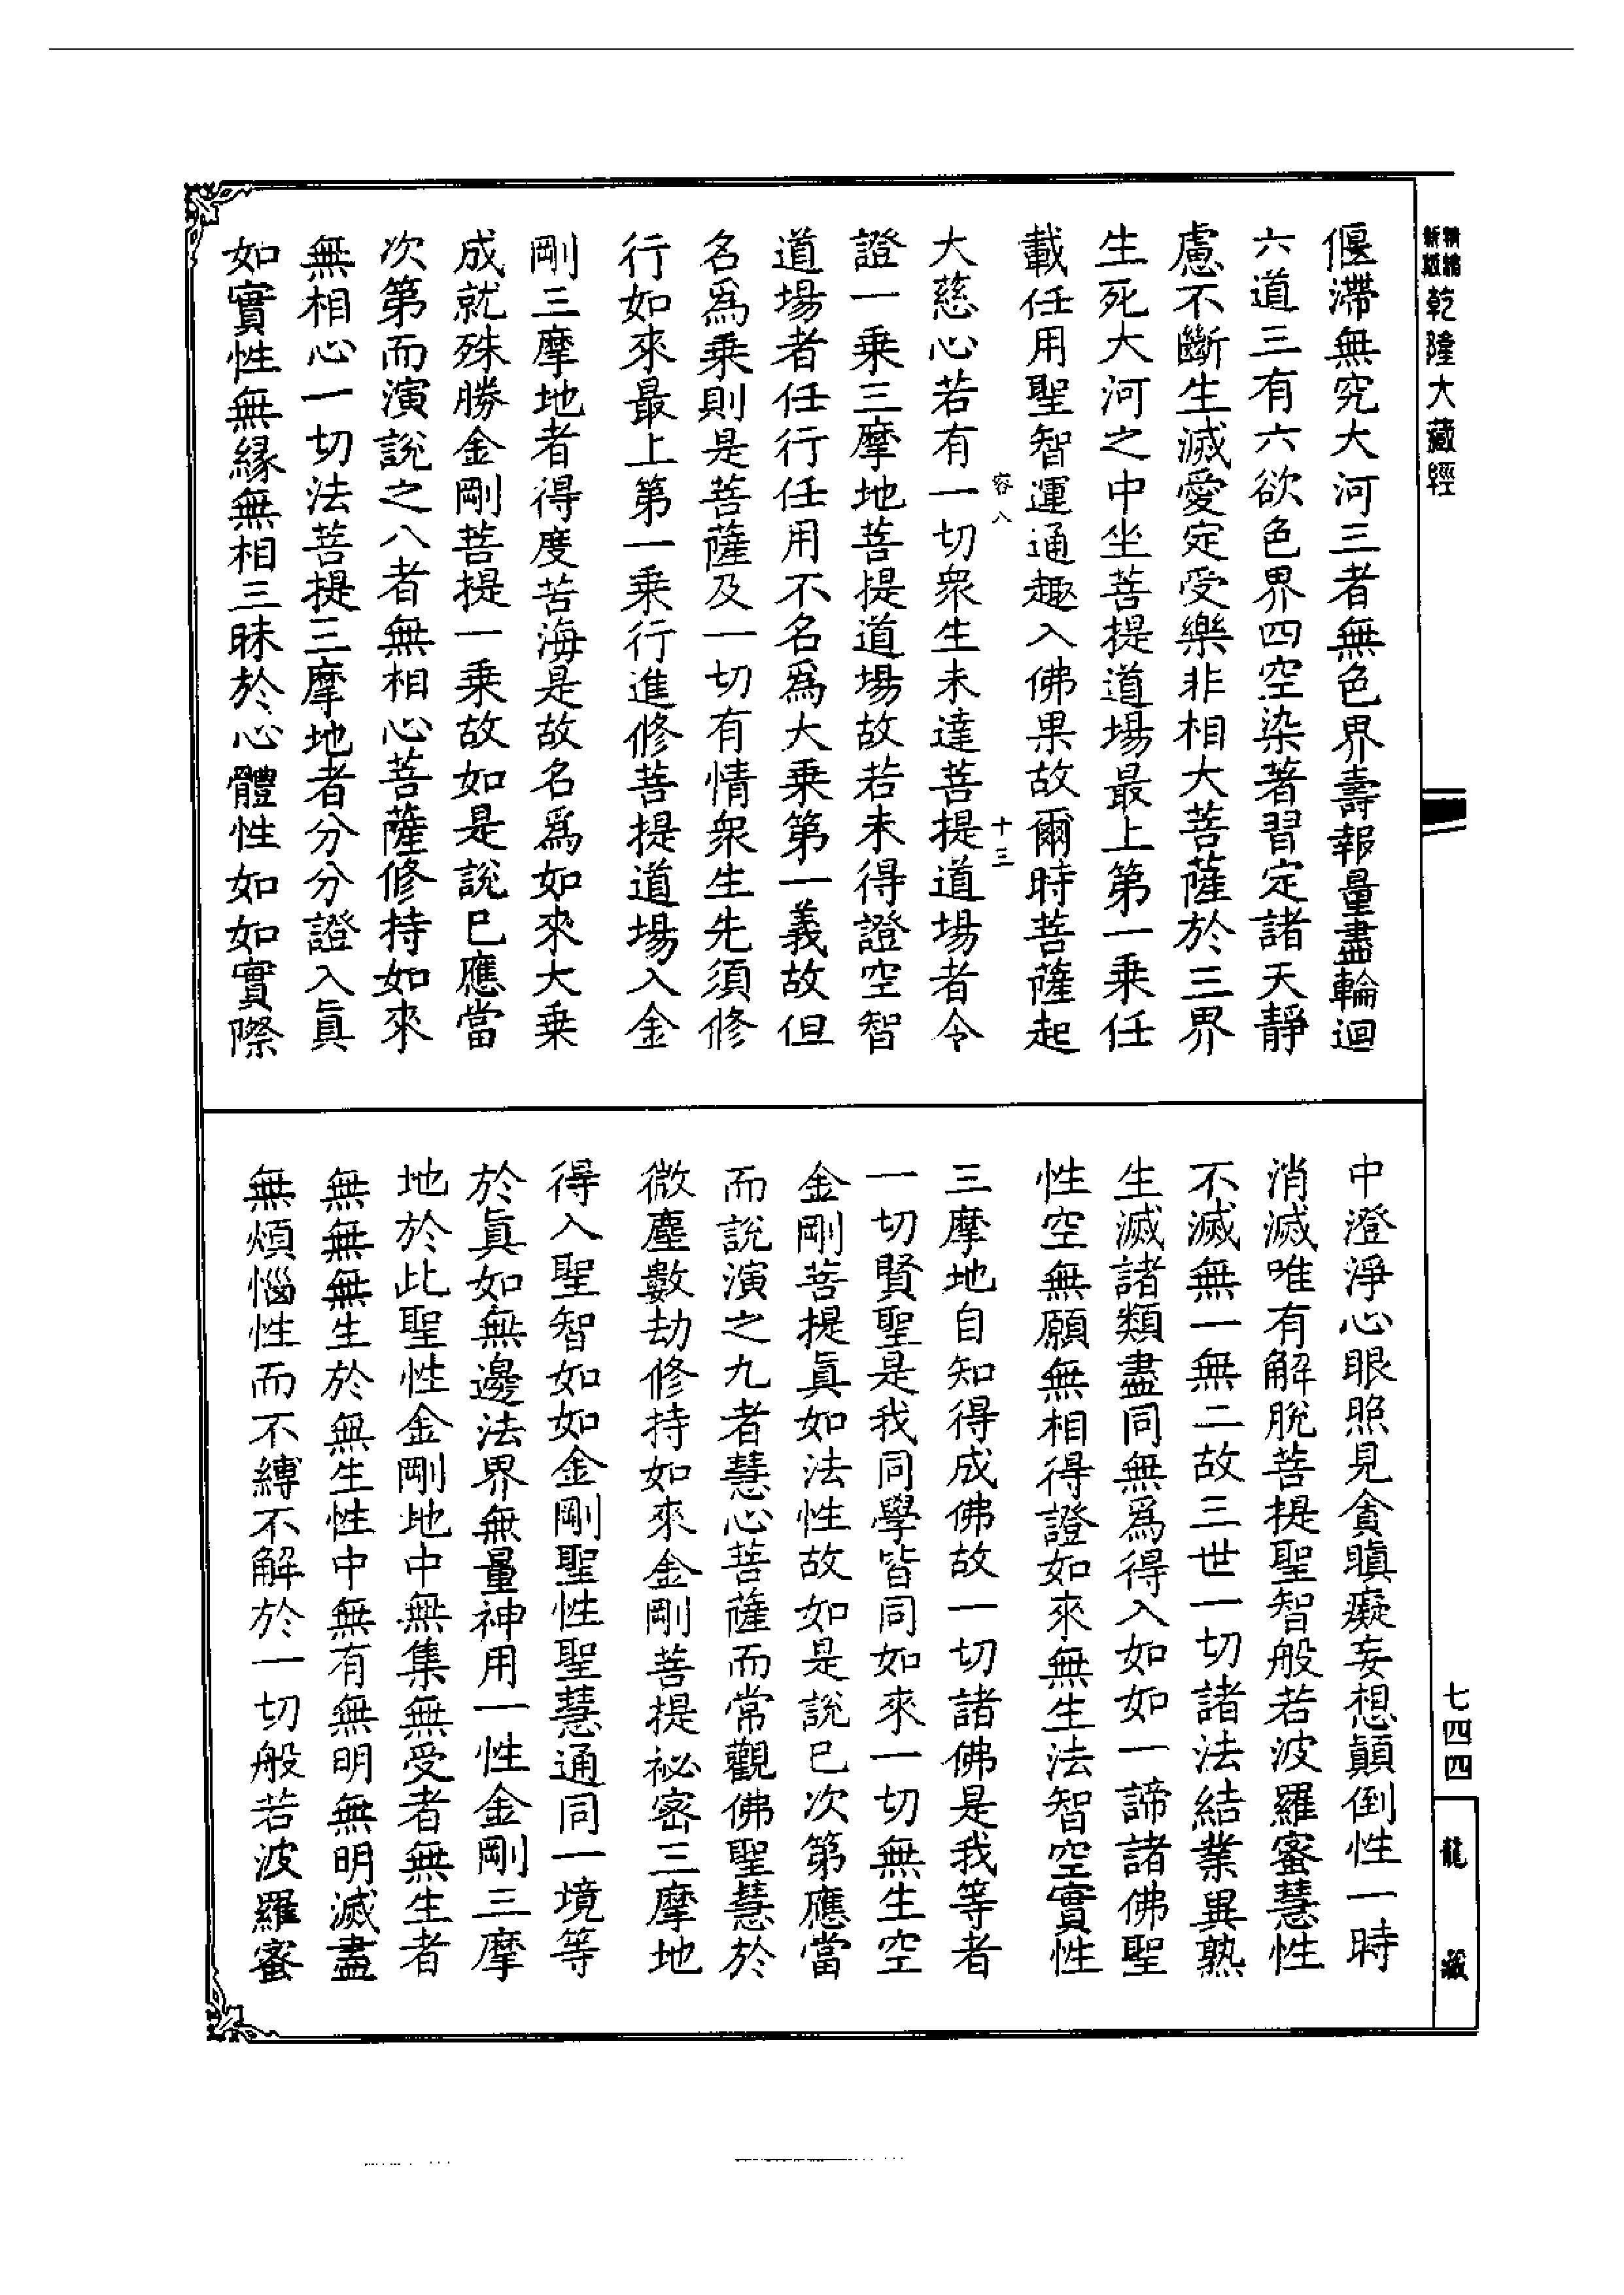 精縮新版乾隆大藏經
偃滯無究大河三者無色界壽報量盡輪迴
六道三有六欲色界四空染著習定諸天靜
慮不斷生滅愛定受樂非相大菩薩於三界
生死大河之中坐菩提道場最上第一乘任
載任用聖智運通趣入佛果故爾時菩薩起
容八 十三
大慈心若有一切衆生未達菩提道場者令
證一乘三摩地菩提道場故若未得證空智
道場者任行任用不名爲大乘第一義故但
名爲乘則是菩薩及一切有情衆生先須修
行如來最上第一乘行進修菩提道場入金
剛三摩地者得度苦海是故名爲如來大乘
成就殊勝金剛菩提一乘故如是說已應當
次第而演說之八者無相心菩薩修持如來
無相心一切法菩提三摩地者分分證入眞
如實性無緣無相三昧於心體性如如實際
中澄淨心眼照見貪瞋癡妄想顚倒性一時
消滅唯有解脫菩提聖智般若波羅蜜慧性
不滅無一無二故三世一切諸法結業異熟
生滅諸類盡同無爲得入如如一諦諸佛聖
性空無願無相得證如來無生法智空實性
三摩地自知得成佛故一切諸佛是我等者
一切賢聖是我同學皆同如來一切無生空
金剛菩提眞如法性故如是說已次第應當
而說演之九者慧心菩薩而常觀佛聖慧於
微塵數劫修持如來金剛菩提祕密三摩地
得入聖智如如金剛聖性聖慧通同一境等
於眞如無邊法界無量神用一性金剛三摩
地於此聖性金剛地中無集無受者無生者
無無無生於無生性中無有無明無明滅盡
無煩惱性而不縛不解於一切般若波羅蜜
七四四
龍藏